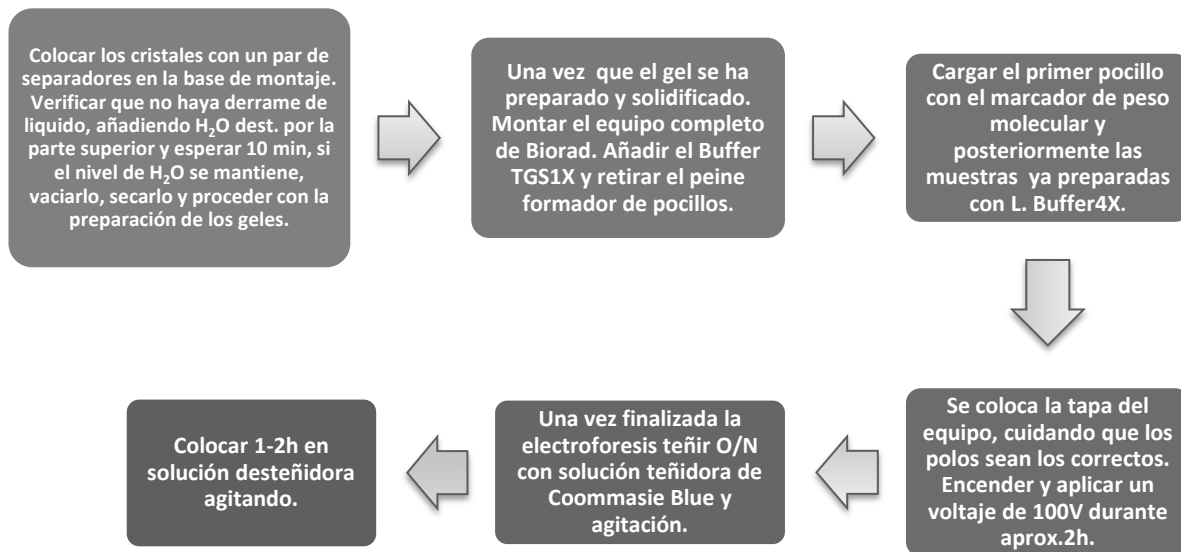 Colocar los cristales con un par de
separadores en la base de montaje.
Verificar que no haya derrame de
liquido, añadiendo H₂O dest. por la
parte superior y esperar 10 min, si
el nivel de H₂O se mantiene,
vaciarlo, secarlo y proceder con la
preparación de los geles.
Una vez que el gel se ha
preparado y solidificado.
Montar el equipo completo
de Biorad. Añadir el Buffer
TGS1X y retirar el peine
formador de pocillos.
Cargar el primer pocillo
con el marcador de peso
molecular y
posteriormente las
muestras ya preparadas
con L. Buffer4X.
Se coloca la tapa del
equipo, cuidando que los
polos sean los correctos.
Encender y aplicar un
voltaje de 100V durante
aprox.2h.
Una vez finalizada la
electroforesis teñir O/N
con solución teñidora de
Coommasie Blue y
agitación.
Colocar 1-2h en
solución desteñidora
agitando.